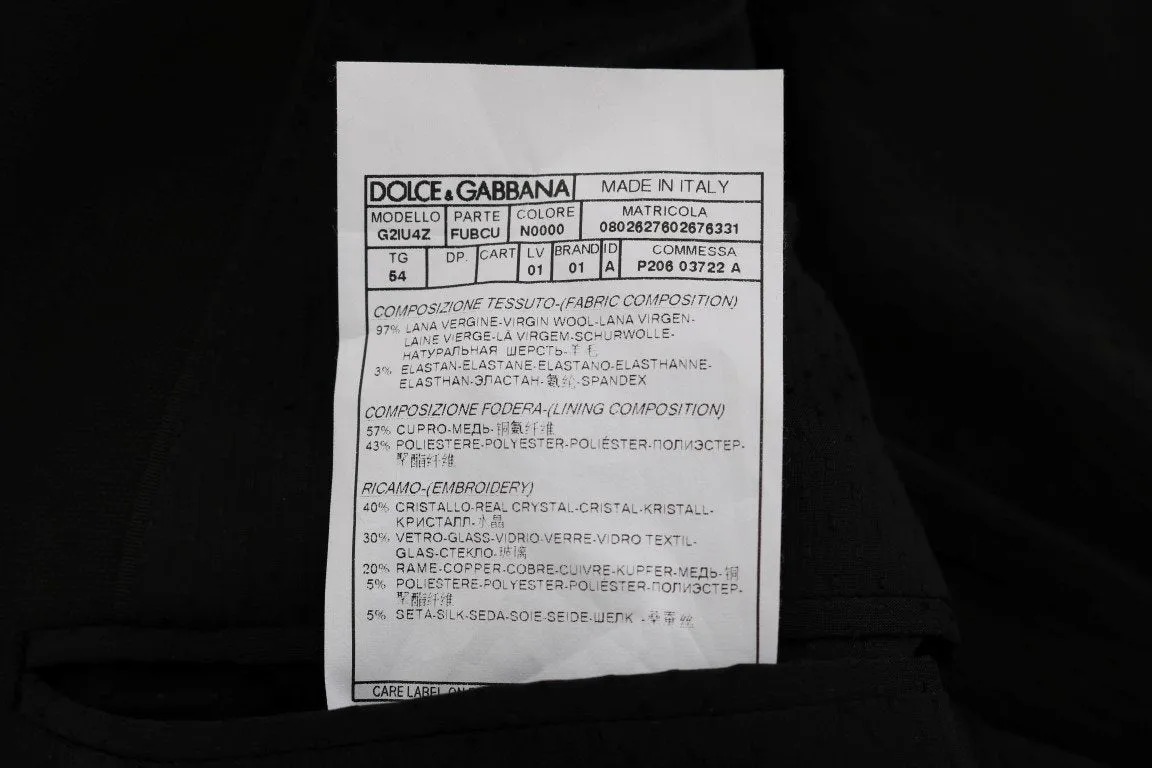 DOLCE&GABBANA MADE IN ITALY
MODELLO PARTE COLORE MATRICOLA
G2IU4Z FUBCU N0000 0802627602676331
TG DP. CART LV BRAND ID COMMESSA
54 01 01 A P206 03722 A
COMPOSIZIONE TESSUTO-(FABRIC COMPOSITION)
97% LANA VERGINE-VIRGIN WOOL-LANA VIRGEN-
LAINE VIERGE-LÃ VIRGEM-SCHURWOLLE-
НАТУРАЛЬНАЯ ШЕРСТЬ-羊毛
3% ELASTAN-ELASTANE-ELASTANO-ELASTHANNE-
ELASTHAN-ЭЛАСТАН-氨纶-SPANDEX
COMPOSIZIONE FODERA-(LINING COMPOSITION)
57% CUPRO-МЕДЬ-铜氨纤维
43% POLIESTERE-POLYESTER-POLIÉSTER-ПОЛИЭСТЕР-
聚酯纤维
RICAMO-(EMBROIDERY)
40% CRISTALLO-REAL CRYSTAL-CRISTAL-KRISTALL-
КРИСТАЛЛ-水晶
30% VETRO-GLASS-VIDRIO-VERRE-VIDRO TEXTIL-
GLAS-СТЕКЛО-玻璃
20% RAME-COPPER-COBRE-CUIVRE-KUPFER-МЕДЬ-铜
5% POLIESTERE-POLYESTER-POLIÉSTER-ПОЛИЭСТЕР-
聚酯纤维
5% SETA-SILK-SEDA-SOIE-SEIDE-ШЕЛК -桑蚕丝
CARE LABEL ON